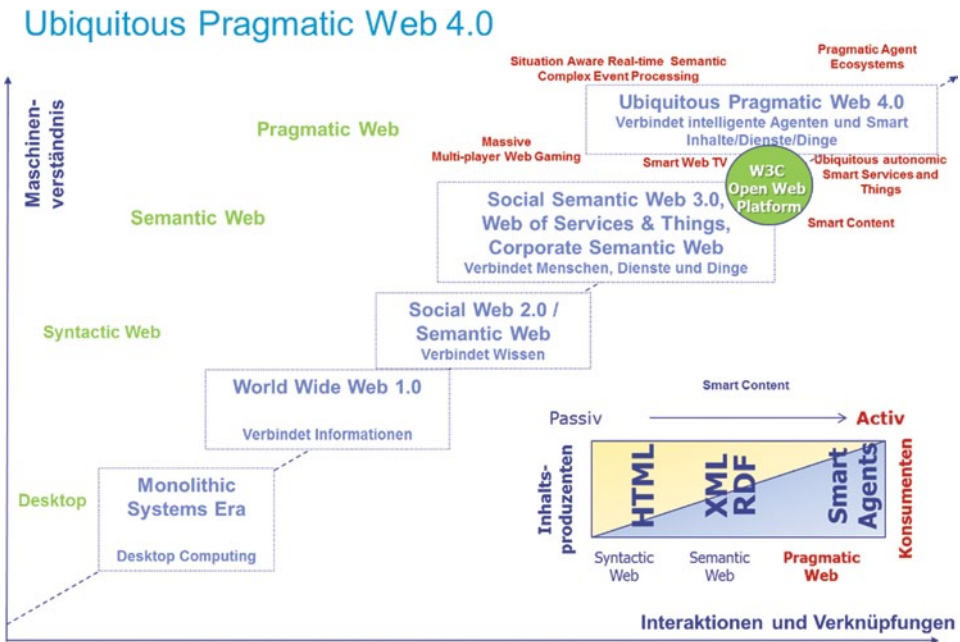 Ubiquitous Pragmatic Web 4.0
Maschinen-
verständnis
Situation Aware Real-time Semantic
Complex Event Processing
Pragmatic Agent
Ecosystems
Ubiquitous Pragmatic Web 4.0
Verbindet intelligente Agenten und Smart
Inhalte/Dienste/Dinge
Pragmatic Web
Massive
Multi-player Web Gaming
Smart Web TV
W3C
Open Web
Platform
Ubiquitous autonomic
Smart Services and
Things
Smart Content
Semantic Web
Social Semantic Web 3.0,
Web of Services & Things,
Corporate Semantic Web
Verbindet Menschen, Dienste und Dinge
Syntactic Web
Social Web 2.0 /
Semantic Web
Verbindet Wissen
World Wide Web 1.0
Verbindet Informationen
Desktop
Monolithic
Systems Era
Desktop Computing
Smart Content
Passiv
Activ
Inhalts-
produzenten
HTML
XML
RDF
Smart
Agents
Konsumenten
Syntactic
Web
Semantic
Web
Pragmatic
Web
Interaktionen und Verknüpfungen